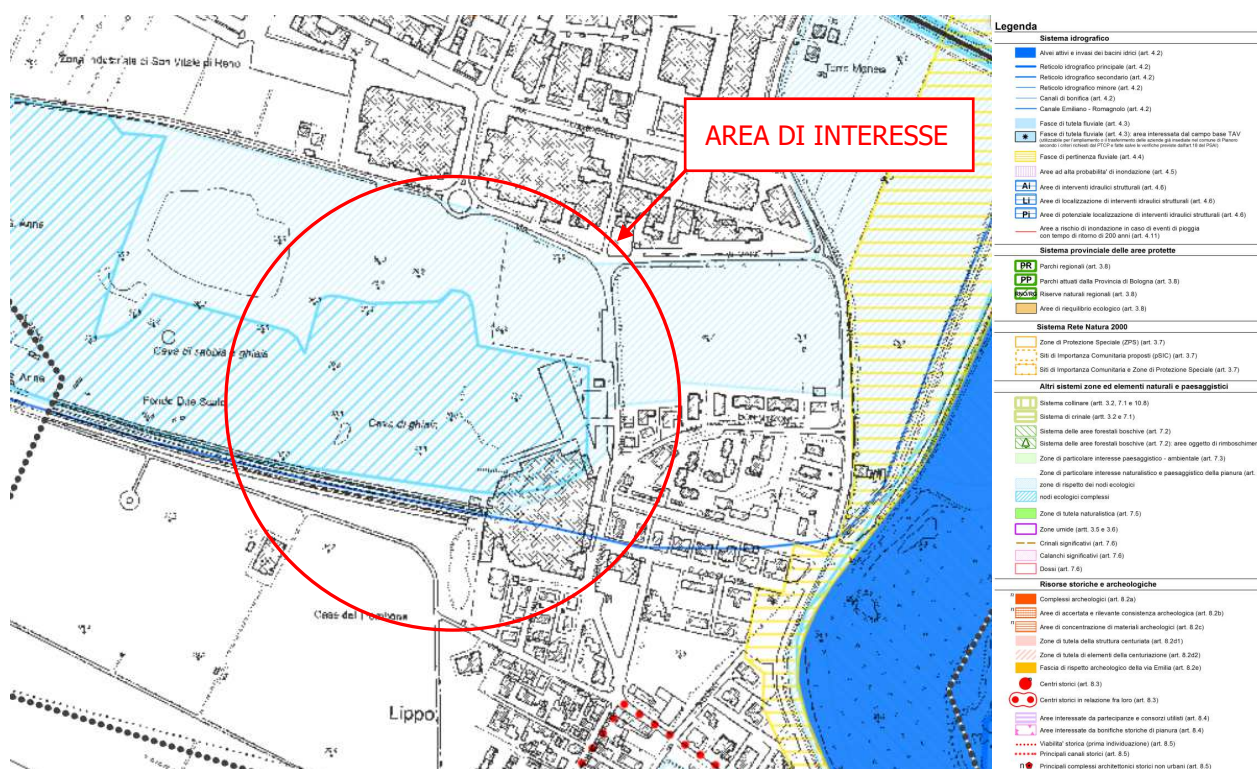 Zona industriale di San Vitale di Reno
AREA DI INTERESSE
Cava di sabbia e ghiaia
Fondo Due Scale
Cava di ghiaia
Lippo
Legenda
Sistema idrografico
Alvei attivi e invasi dei bacini idrici (art. 4.2)
Reticolo idrografico principale (art. 4.2)
Reticolo idrografico secondario (art. 4.2)
Reticolo idrografico minore (art. 4.2)
Canali di bonifica (art. 4.2)
Canale Emiliano - Romagnolo (art. 4.2)
Fasce di tutela fluviale (art. 4.3)
Fasce di tutela fluviale (art. 4.3): area interessata dal campo base TAV
Fasce di pertinenza fluviale (art. 4.4)
Aree ad alta probabilita' di inondazione (art. 4.5)
Ai Aree di interventi idraulici strutturali (art. 4.6)
Li Aree di localizzazione di interventi idraulici strutturali (art. 4.6)
Pi Aree di potenziale localizzazione di interventi idraulici strutturali (art. 4.6)
Aree a rischio di inondazione in caso di eventi di pioggia
con tempo di ritorno di 200 anni (art. 4.11)
Sistema provinciale delle aree protette
PR Parchi regionali (art. 3.8)
PP Parchi attuati dalla Provincia di Bologna (art. 3.8)
Riserve naturali regionali (art. 3.8)
Aree di riequilibrio ecologico (art. 3.8)
Sistema Rete Natura 2000
Zone di Protezione Speciale (ZPS) (art. 3.7)
Siti di Importanza Comunitaria proposti (pSIC) (art. 3.7)
Siti di Importanza Comunitaria e Zone di Protezione Speciale (art. 3.7)
Altri sistemi zone ed elementi naturali e paesaggistici
Sistema collinare (artt. 3.2, 7.1 e 10.8)
Sistema di crinale (artt. 3.2 e 7.1)
Sistema delle aree forestali boschive (art. 7.2)
Sistema delle aree forestali boschive (art. 7.2): aree oggetto di rimboschimen
Zone di particolare interesse paesaggistico - ambientale (art. 7.3)
Zone di particolare interesse naturalistico e paesaggistico della pianura (art.
zone di rispetto dei nodi ecologici
nodi ecologici complessi
Zone di tutela naturalistica (art. 7.5)
Zone umide (artt. 3.5 e 3.6)
Crinali significativi (art. 7.6)
Calanchi significativi (art. 7.6)
Dossi (art. 7.6)
Risorse storiche e archeologiche
n Complessi archeologici (art. 8.2a)
n Aree di accertata e rilevante consistenza archeologica (art. 8.2b)
n Aree di concentrazione di materiali archeologici (art. 8.2c)
Zone di tutela della struttura centuriata (art. 8.2d1)
Zone di tutela di elementi della centuriazione (art. 8.2d2)
Fascia di rispetto archeologico della via Emilia (art. 8.2e)
Centri storici (art. 8.3)
Centri storici in relazione fra loro (art. 8.3)
Aree interessate da partecipanze e consorzi utilisti (art. 8.4)
Aree interessate da bonifiche storiche di pianura (art. 8.4)
Viabilita' storica (prima individuazione) (art. 8.5)
Principali canali storici (art. 8.5)
n Principali complessi architettonici storici non urbani (art. 8.5)